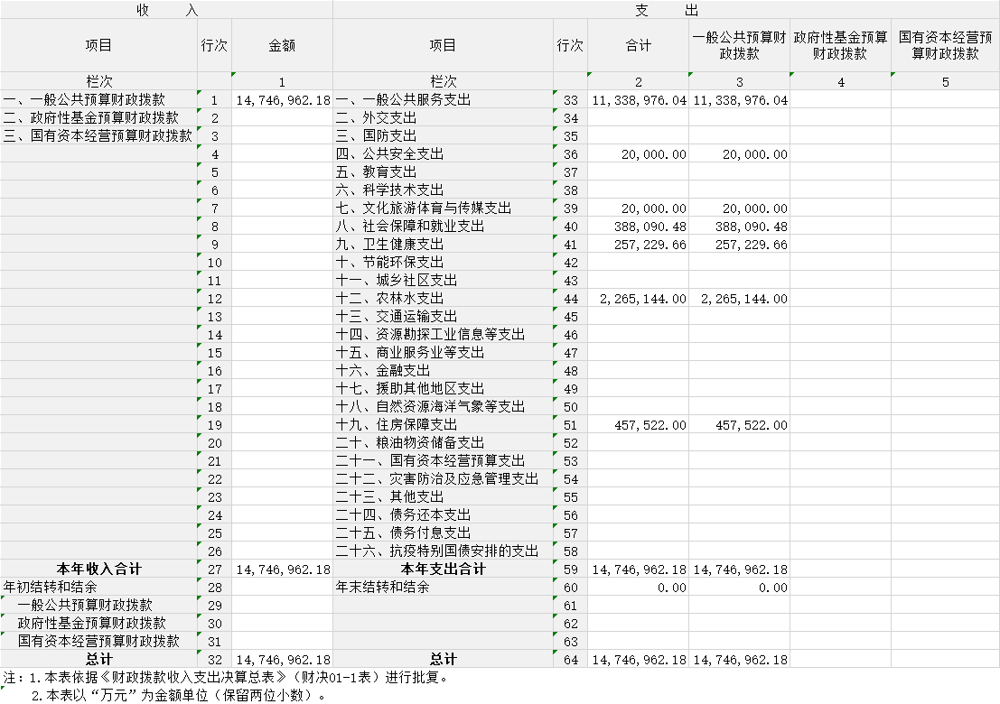 收 入 支 出
项目 行次 金额 项目 行次 合计 一般公共预算财政拨款 政府性基金预算财政拨款 国有资本经营预算财政拨款
栏次 1 栏次 2 3 4 5
一、一般公共预算财政拨款 1 14,746,962.18 一、一般公共服务支出 33 11,338,976.04 11,338,976.04
二、政府性基金预算财政拨款 2 二、外交支出 34
三、国有资本经营预算财政拨款 3 三、国防支出 35
4 四、公共安全支出 36 20,000.00 20,000.00
5 五、教育支出 37
6 六、科学技术支出 38
7 七、文化旅游体育与传媒支出 39 20,000.00 20,000.00
8 八、社会保障和就业支出 40 388,090.48 388,090.48
9 九、卫生健康支出 41 257,229.66 257,229.66
10 十、节能环保支出 42
11 十一、城乡社区支出 43
12 十二、农林水支出 44 2,265,144.00 2,265,144.00
13 十三、交通运输支出 45
14 十四、资源勘探工业信息等支出 46
15 十五、商业服务业等支出 47
16 十六、金融支出 48
17 十七、援助其他地区支出 49
18 十八、自然资源海洋气象等支出 50
19 十九、住房保障支出 51 457,522.00 457,522.00
20 二十、粮油物资储备支出 52
21 二十一、国有资本经营预算支出 53
22 二十二、灾害防治及应急管理支出 54
23 二十三、其他支出 55
24 二十四、债务还本支出 56
25 二十五、债务付息支出 57
26 二十六、抗疫特别国债安排的支出 58
本年收入合计 27 14,746,962.18 本年支出合计 59 14,746,962.18 14,746,962.18
年初结转和结余 28 年末结转和结余 60 0.00 0.00
一般公共预算财政拨款 29 61
政府性基金预算财政拨款 30 62
国有资本经营预算财政拨款 31 63
总计 32 14,746,962.18 总计 64 14,746,962.18 14,746,962.18
注：1.本表依据《财政拨款收入支出决算总表》（财决01-1表）进行批复。
2.本表以“万元”为金额单位（保留两位小数）。